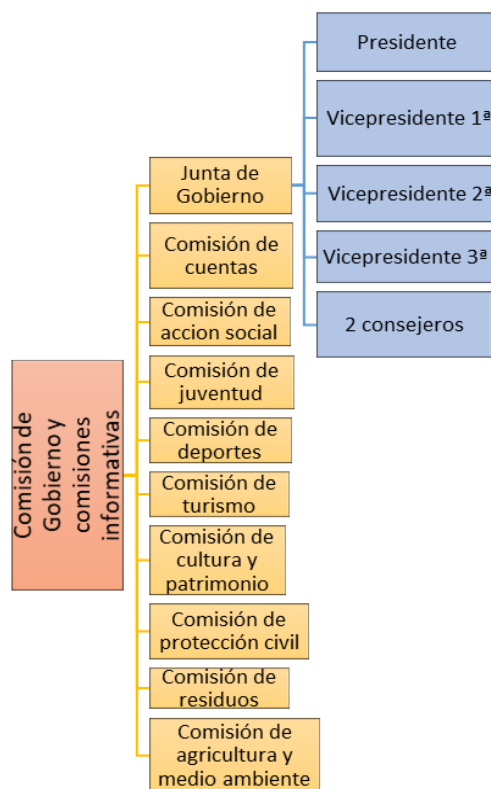 Comisión de
Gobierno y
comisiones
informativas
Junta de
Gobierno
Presidente
Vicepresidente 1ª
Vicepresidente 2ª
Vicepresidente 3ª
2 consejeros
Comisión de
cuentas
Comisión de
accion social
Comisión de
juventud
Comisión de
deportes
Comisión de
turismo
Comisión de
cultura y
patrimonio
Comisión de
protección civil
Comisión de
residuos
Comisión de
agricultura y
medio ambiente